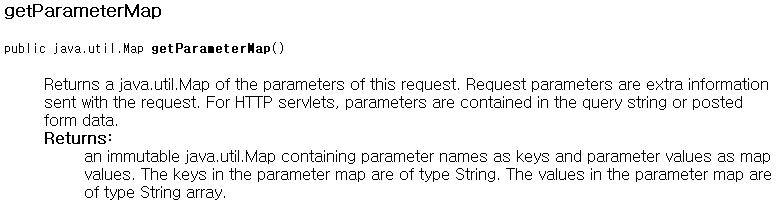 getParameterMap
public java.util.Map getParameterMap()
Returns a java.util.Map of the parameters of this request. Request parameters are extra information
sent with the request. For HTTP servlets, parameters are contained in the query string or posted
form data.
Returns:
an immutable java.util.Map containing parameter names as keys and parameter values as map
values. The keys in the parameter map are of type String. The values in the parameter map are
of type String array.